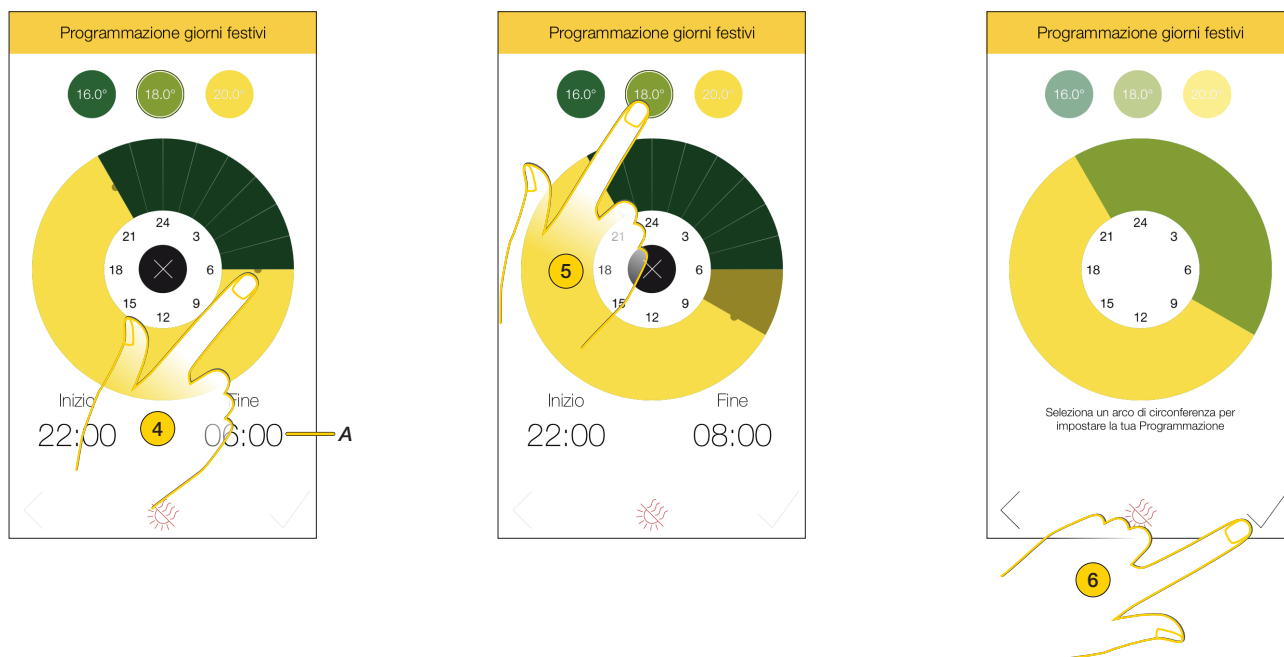 Programmazione giorni festivi
16.0° 18.0° 20.0°
24
21 3
18 6
15 9
12
Inizio Fine
22:00 06:00
A
4
Programmazione giorni festivi
16.0° 18.0° 20.0°
24
21 3
18 6
15 9
12
5
Inizio Fine
22:00 08:00
Programmazione giorni festivi
16.0° 18.0° 20.0°
24
21 3
18 6
15 9
12
Seleziona un arco di circonferenza per
impostare la tua Programmazione
6